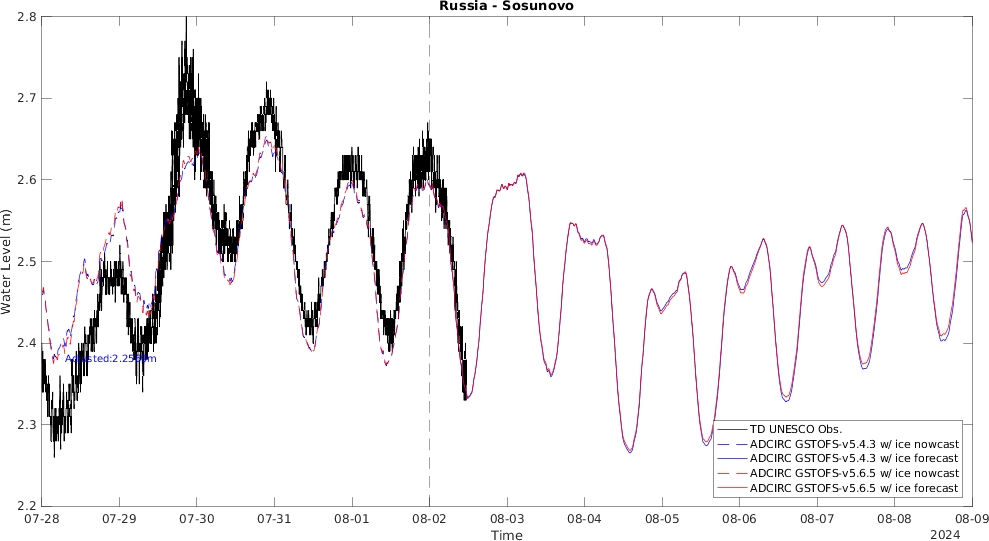 Russia - Sosunovo
Water Level (m)
2.8
2.7
2.6
2.5
2.4
2.3
2.2
TD UNESCO Obs.
ADCIRC GSTOFS-v5.4.3 w/ ice nowcast
ADCIRC GSTOFS-v5.4.3 w/ ice forecast
ADCIRC GSTOFS-v5.6.5 w/ ice nowcast
ADCIRC GSTOFS-v5.6.5 w/ ice forecast
07-28 07-29 07-30 07-31 08-01 08-02 08-03 08-04 08-05 08-06 08-07 08-08 08-09
Time
2024